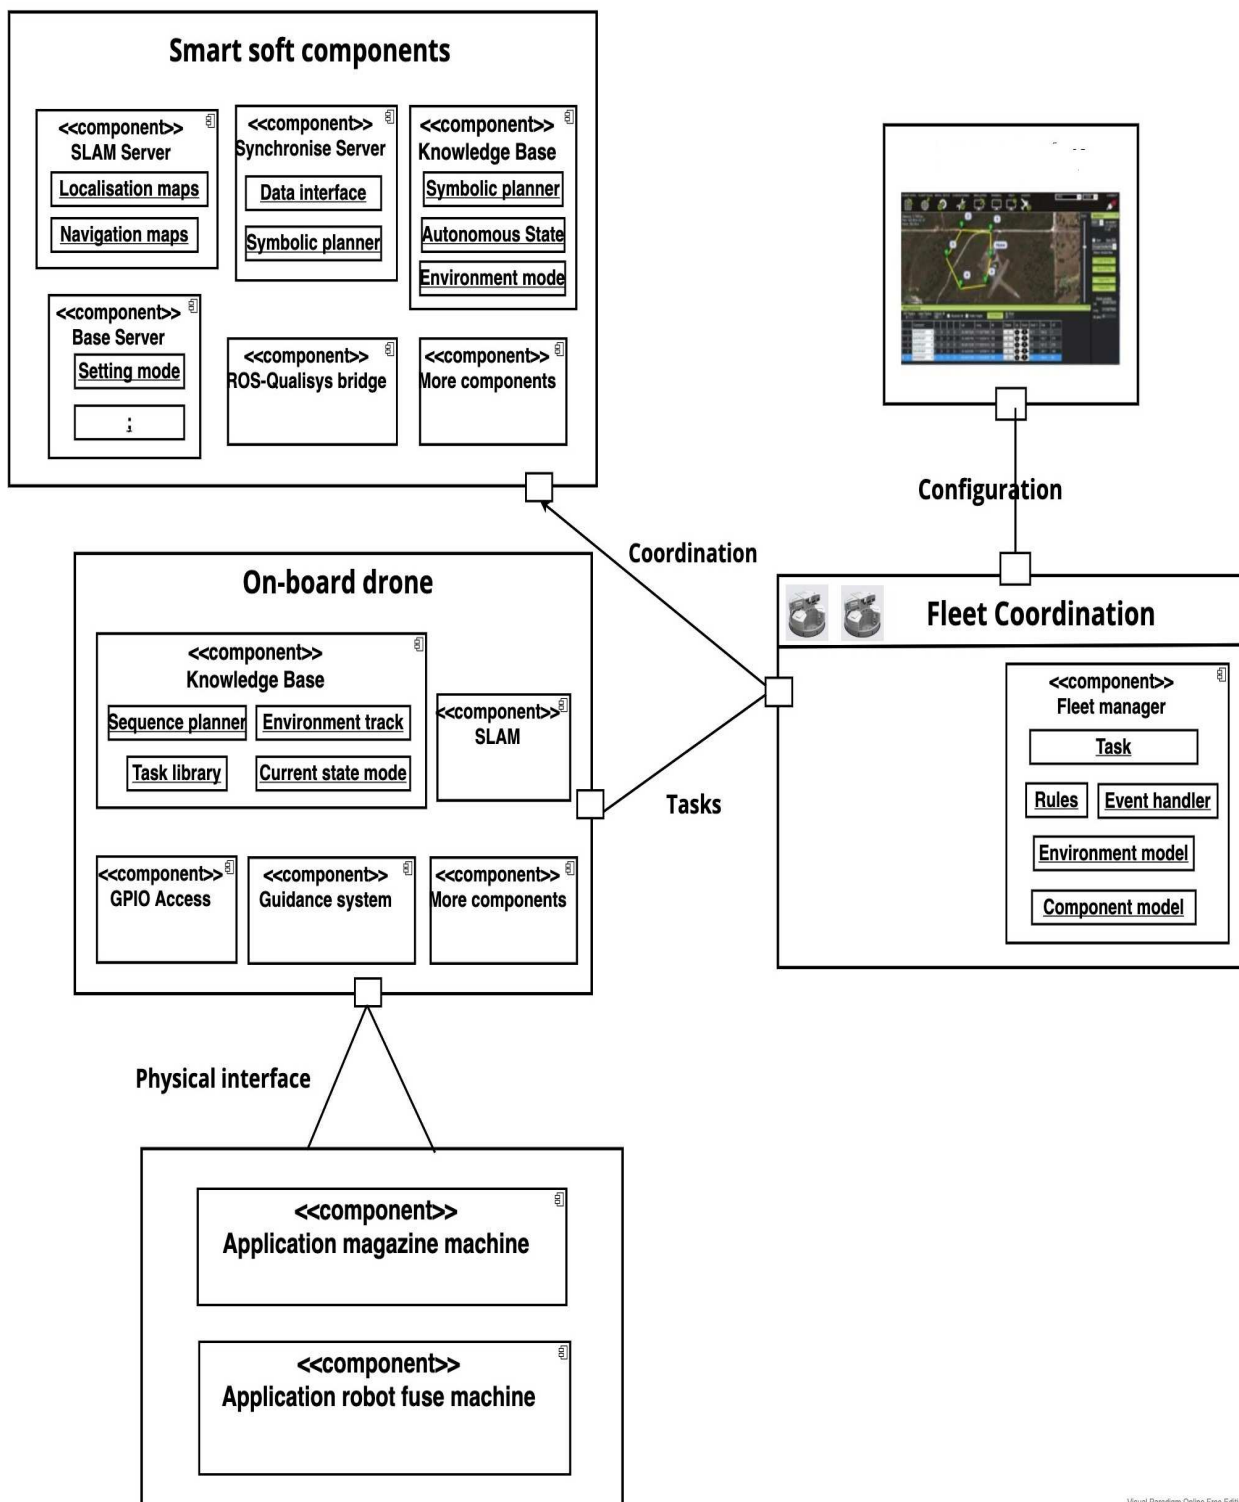 Smart soft components
<<component>>
SLAM Server
Localisation maps
Navigation maps
<<component>>
Synchronise Server
Data interface
Symbolic planner
<<component>>
Knowledge Base
Symbolic planner
Autonomous State
Environment mode
<<component>>
Base Server
Setting mode
;
<<component>>
ROS-Qualisys bridge
<<component>>
More components
Configuration
Coordination
On-board drone
<<component>>
Knowledge Base
Sequence planner
Environment track
Task library
Current state mode
<<component>>
SLAM
<<component>>
GPIO Access
<<component>>
Guidance system
<<component>>
More components
Tasks
Fleet Coordination
<<component>>
Fleet manager
Task
Rules
Event handler
Environment model
Component model
Physical interface
<<component>>
Application magazine machine
<<component>>
Application robot fuse machine